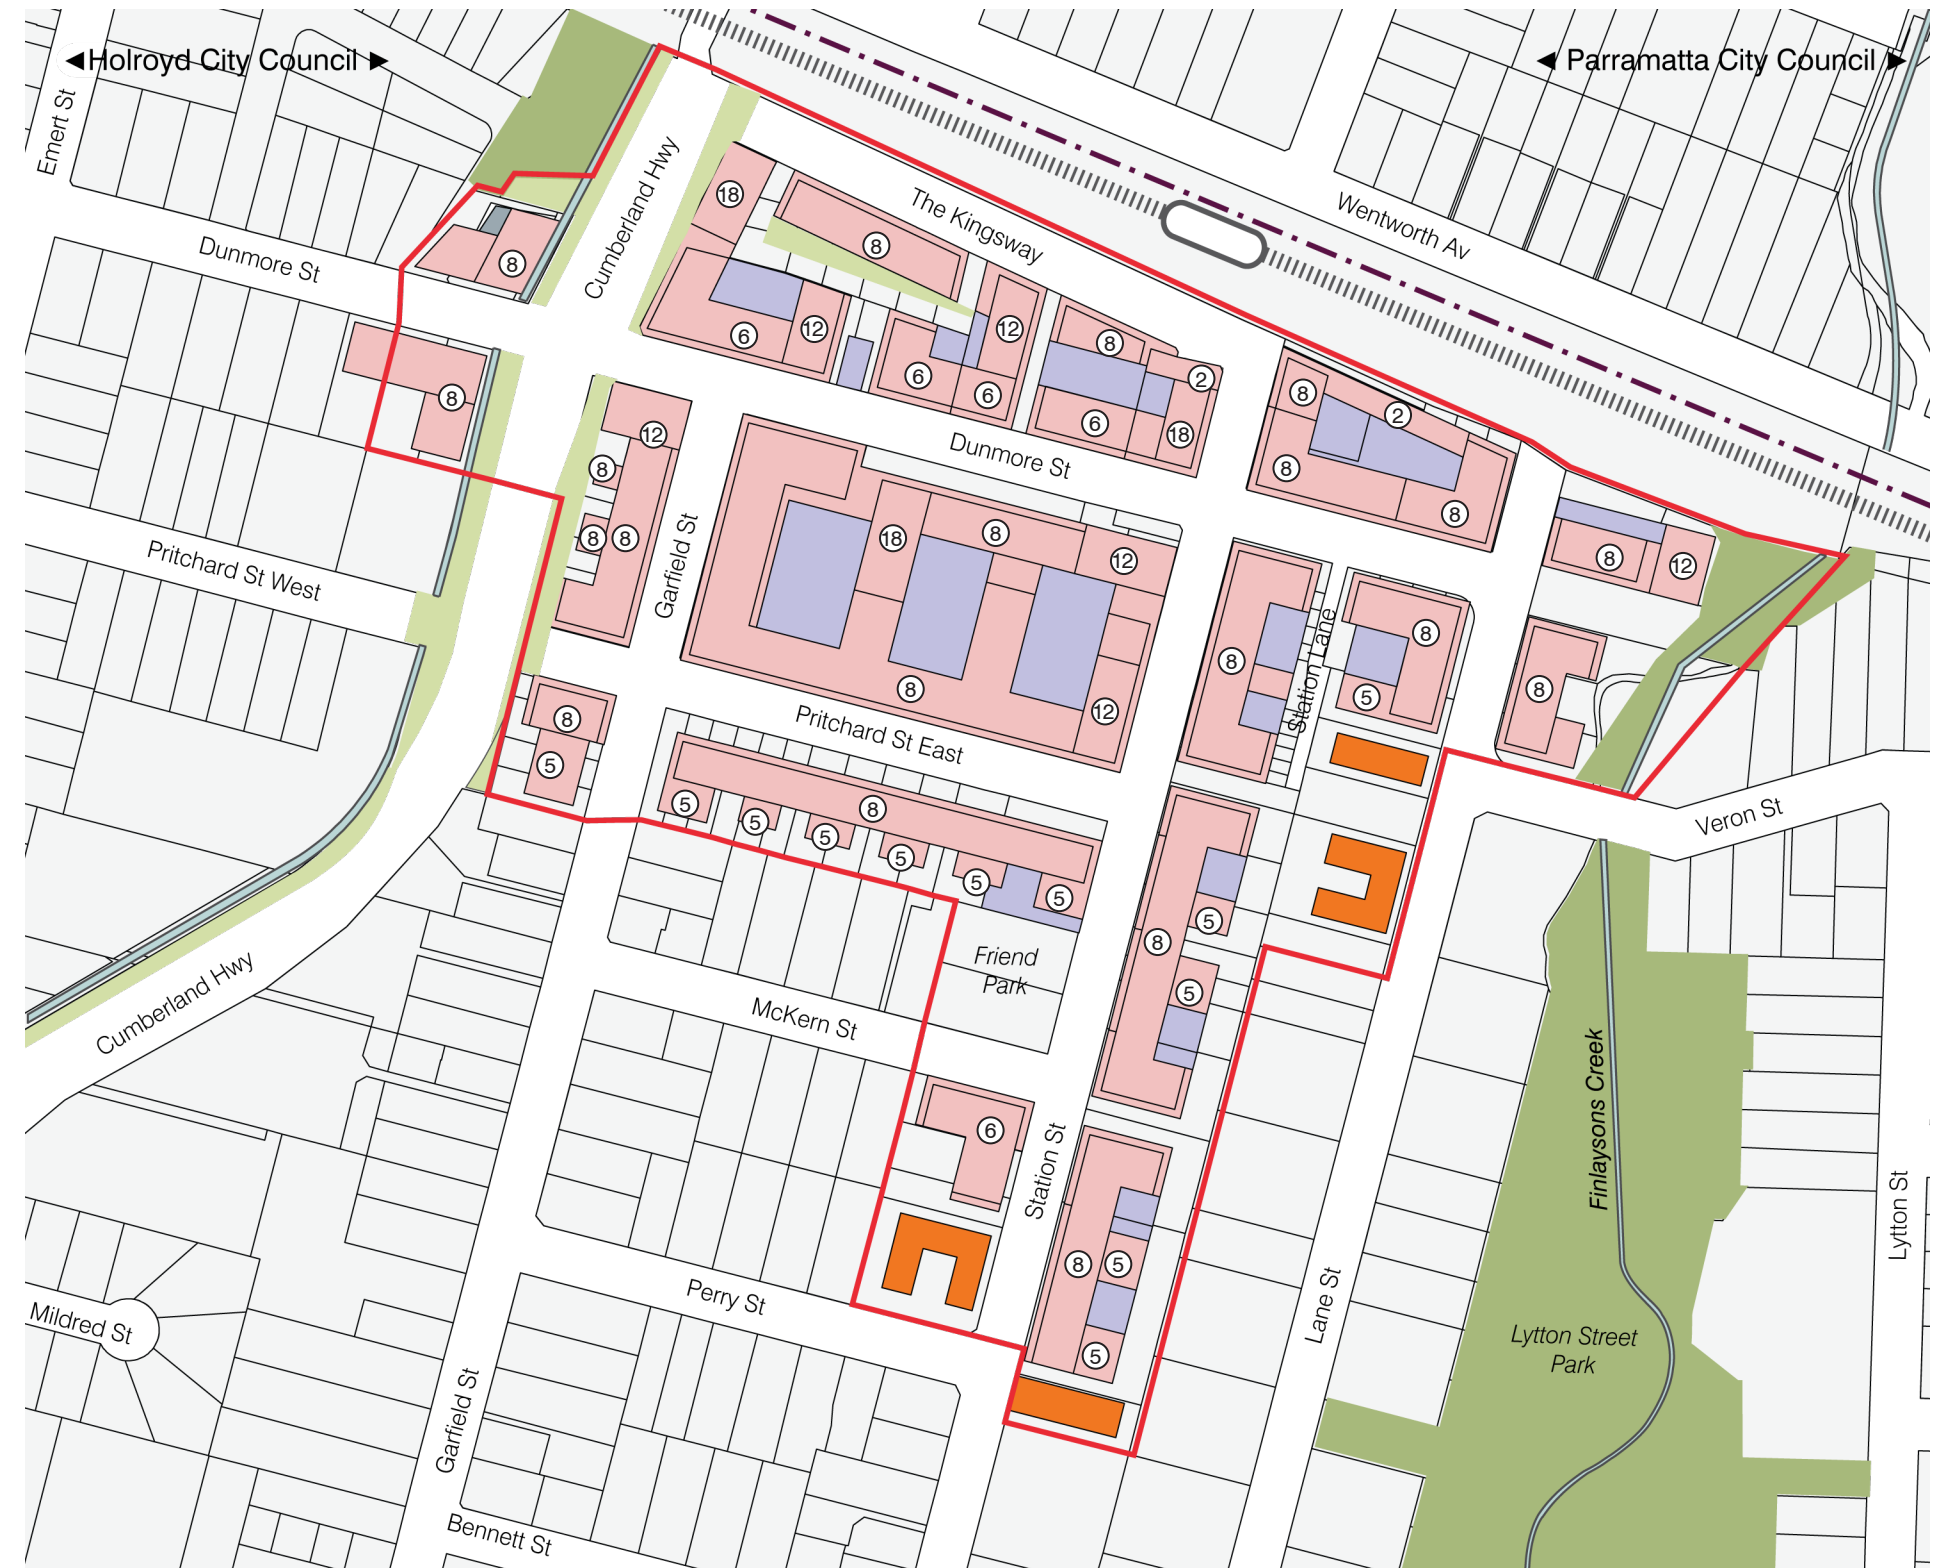 ◀Holroyd City Council ▶
◀ Parramatta City Council ▶
Emert St
Cumberland Hwy
The Kingsway
Wentworth Av
Dunmore St
18
8
8
12
6
12
6
6
8
2
6
18
8
2
8
8
8
12
8
8
8
12
Dunmore St
Garfield St
18
8
12
8
12
8
12
8
Station Lane
8
5
8
Pritchard St West
8
5
Pritchard St East
5
5
5
8
5
5
5
Veron St
Friend
Park
8
5
5
Cumberland Hwy
McKern St
6
Station St
Finlaysons Creek
Lytton St
8
5
5
Perry St
Mildred St
Lane St
Lytton Street
Park
Garfield St
Bennett St